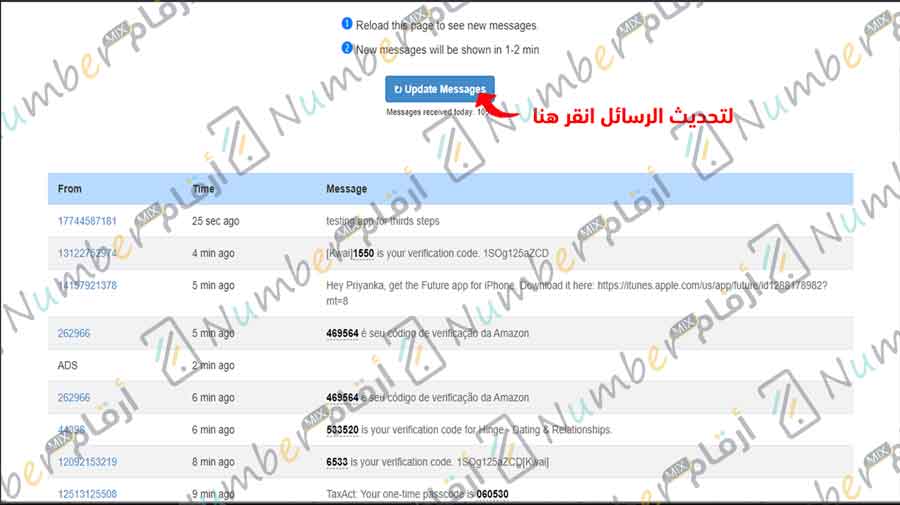 1 Reload this page to see new messages.
2 New messages will be shown in 1-2 min
↻ Update Messages
Messages received today:
لتحديث الرسائل انقر هنا
From Time Message
17744587181 25 sec ago testing app for thirds steps
13122752974 4 min ago [Kwai]1550 is your verification code. 1SOg125aZCD
14157921378 5 min ago Hey Priyanka, get the Future app for iPhone. Download it here: https://itunes.apple.com/us/app/future/id1288178982?
mt=8
262966 5 min ago 469564 é seu código de verificação da Amazon
ADS 2 min ago
262966 6 min ago 469564 é seu código de verificação da Amazon
6 min ago 533520 is your verification code for Hinge - Dating & Relationships.
12092153219 8 min ago 6533 is your verification code. 1SOg125aZCD[Kwai]
12513125508 9 min ago TaxAct: Your one-time passcode is 060530
أرقام Number MIX